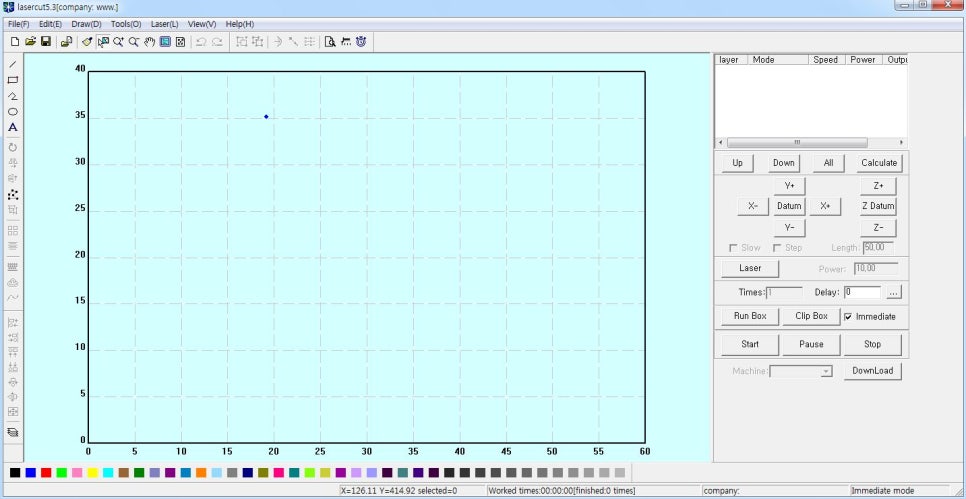 lasercut5.3[company: www.]
File(F) Edit(E) Draw(D) Tools(O) Laser(L) View(V) Help(H)
layer Mode Speed Power Outpu
A
40
35
30
25
20
15
10
5
0
0 5 10 15 20 25 30 35 40 45 50 55 60
Up Down All Calculate
Y+ Z+
X- Datum X+ Z Datum
Y- Z-
Slow Step Length: 50,00
Laser Power: 10,00
Times: 1 Delay: 0 ...
Run Box Clip Box Immediate
Start Pause Stop
Machine: DownLoad
X=126.11 Y=414.92 selected=0 Worked times:00:00:00[finished:0 times] company: Immediate mode